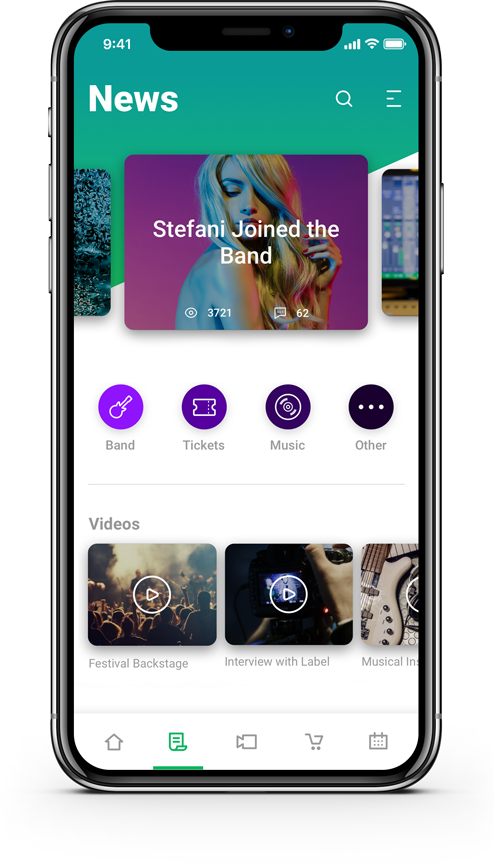 9:41
News
Stefani Joined the
Band
3721
62
Band
Tickets
Music
Other
Videos
Festival Backstage
Interview with Label
Musical Ins